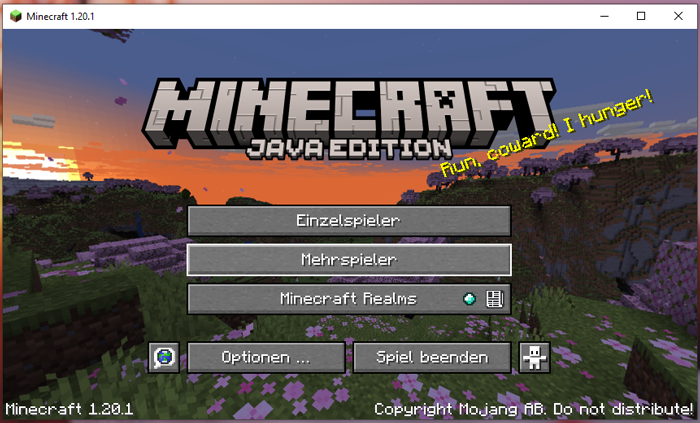 Minecraft 1.20.1
MINECRAFT
JAVA EDITION
Run, coward! I hunger!
Einzelspieler
Mehrspieler
Minecraft Realms
Optionen ...
Spiel beenden
Minecraft 1.20.1
Copyright Mojang AB. Do not distribute!